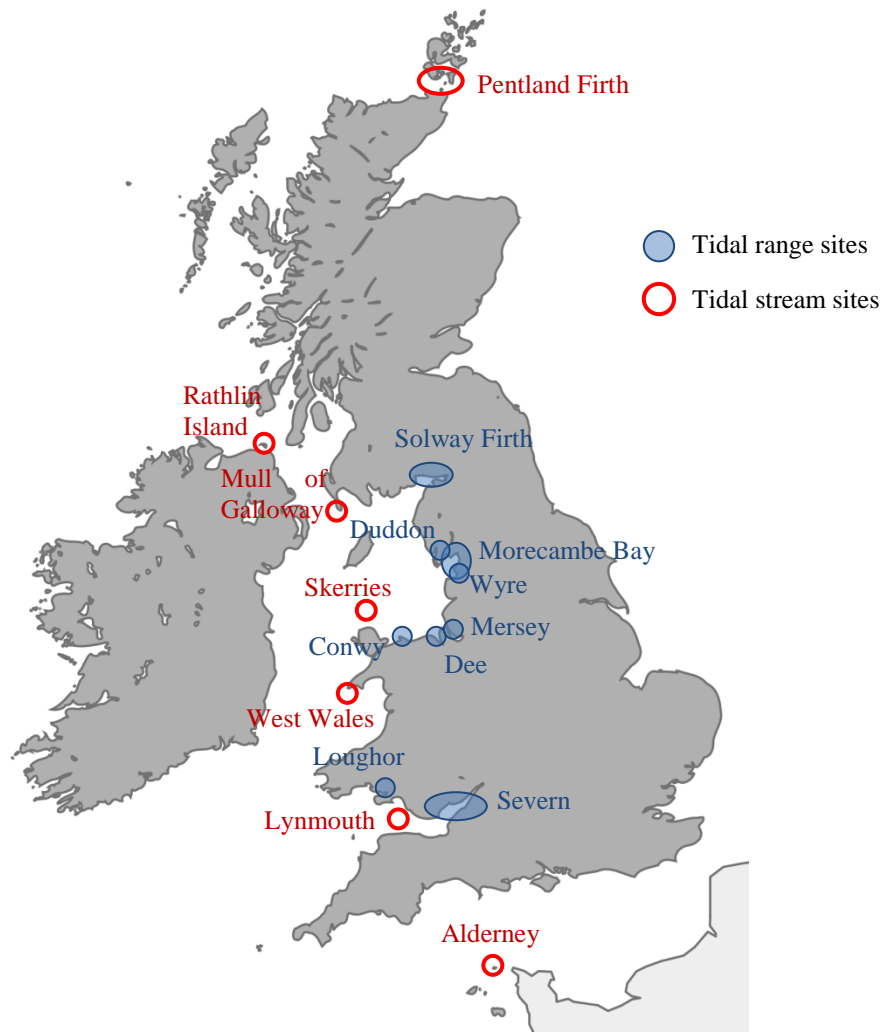 Pentland Firth
Tidal range sites
Tidal stream sites
Rathlin
Island
Solway Firth
Mull of
Galloway
Duddon
Morecambe Bay
Wyre
Skerries
Mersey
Conwy
Dee
West Wales
Loughor
Severn
Lynmouth
Alderney